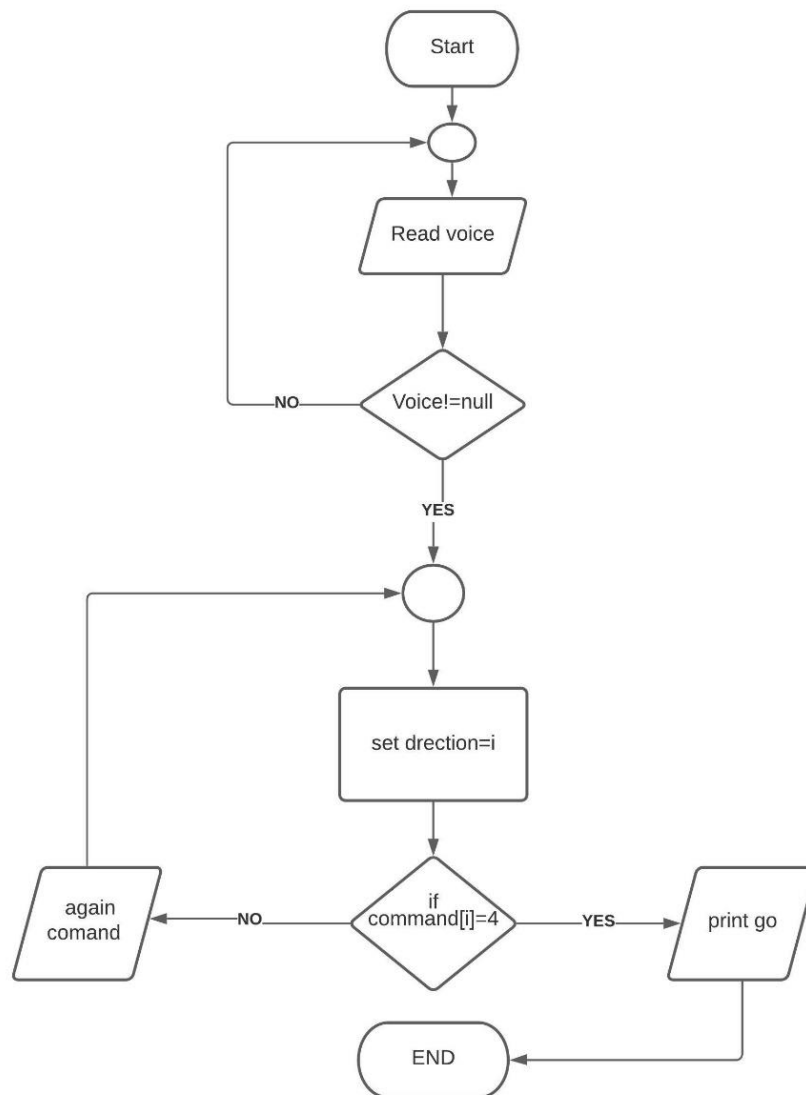 Start
Read voice
Voice!=null
NO
YES
set drection=i
if
command[i]=4
NO
YES
again
comand
print go
END